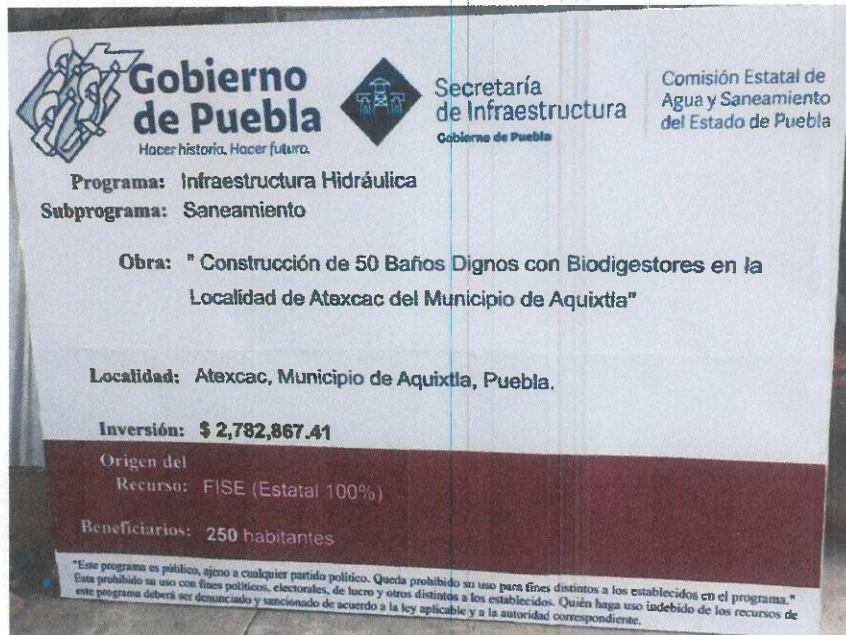 Gobierno
de Puebla
Hacer historia. Hacer futuro.
Secretaría
de Infraestructura
Gobierno de Puebla
Comisión Estatal de
Agua y Saneamiento
del Estado de Puebla
Programa: Infraestructura Hidráulica
Subprograma: Saneamiento
Obra: " Construcción de 50 Baños Dignos con Biodigestores en la
Localidad de Atexcac del Municipio de Aquixtla"
Localidad: Atexcac, Municipio de Aquixtla, Puebla.
Inversión: $ 2,782,867.41
Origen del
Recurso: FISE (Estatal 100%)
Beneficiarios: 250 habitantes
"Este programa es público, ajeno a cualquier partido político. Queda prohibido su uso para fines distintos a los establecidos en el programa."
Esta prohibido su uso con fines políticos, electorales, de lucro y otros distintos a los establecidos. Quién haga uso indebido de los recursos de
este programa deberá ser denunciado y sancionado de acuerdo a la ley aplicable y a la autoridad correspondiente.